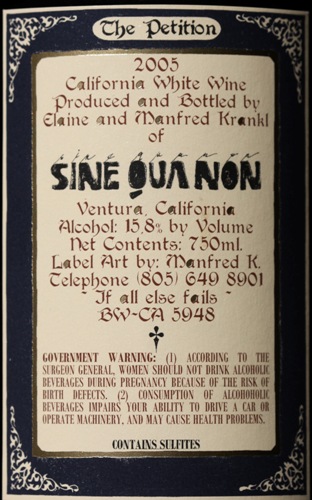 The Petition
2005
California White Wine
Produced and Bottled by
Elaine and Manfred Krankl
of
SINE QUA NON
Ventura, California
Alcohol: 15,8% by Volume
Net Contents: 750ml.
Label Art by: Manfred K.
Telephone (805) 649 8901
- If all else fails -
BW-CA 5948
GOVERNMENT WARNING: (1) ACCORDING TO THE
SURGEON GENERAL, WOMEN SHOULD NOT DRINK ALCOHOLIC
BEVERAGES DURING PREGNANCY BECAUSE OF THE RISK OF
BIRTH DEFECTS. (2) CONSUMPTION OF ALCOHOHOLIC
BEVERAGES IMPAIRS YOUR ABILITY TO DRIVE A CAR OR
OPERATE MACHINERY, AND MAY CAUSE HEALTH PROBLEMS.
CONTAINS SULFITES